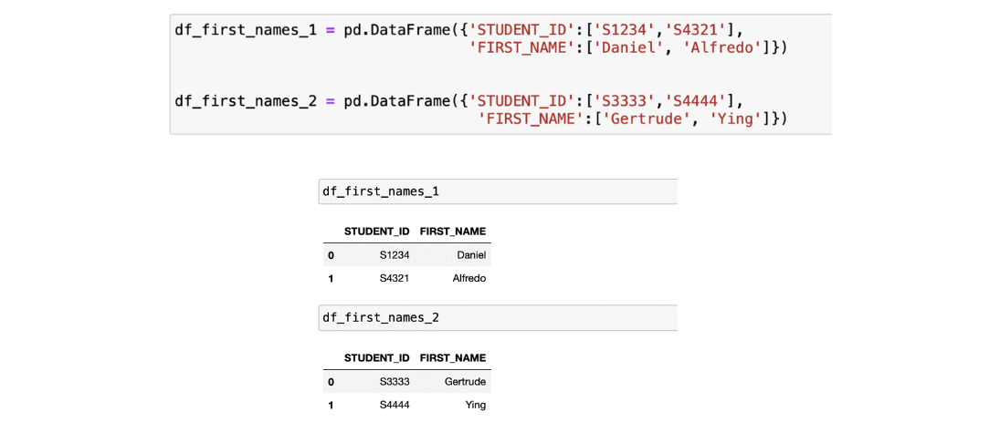 df_first_names_1 = pd.DataFrame({'STUDENT_ID':['S1234','S4321'],
'FIRST_NAME':['Daniel', 'Alfredo']})
df_first_names_2 = pd.DataFrame({'STUDENT_ID':['S3333','S4444'],
'FIRST_NAME':['Gertrude', 'Ying']})
df_first_names_1
STUDENT_ID FIRST_NAME
0 S1234 Daniel
1 S4321 Alfredo
df_first_names_2
STUDENT_ID FIRST_NAME
0 S3333 Gertrude
1 S4444 Ying